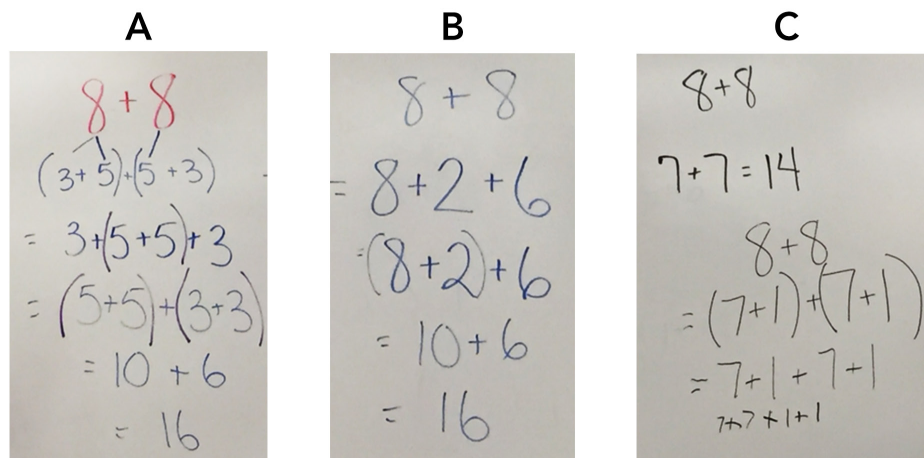 A
8 + 8
(3 + 5) + (5 + 3)
= 3 + (5 + 5) + 3
= (5 + 5) + (3 + 3)
= 10 + 6
= 16
B
8 + 8
= 8 + 2 + 6
= (8 + 2) + 6
= 10 + 6
= 16
C
8 + 8
7 + 7 = 14
8 + 8
= (7 + 1) + (7 + 1)
= 7 + 1 + 7 + 1
7 + 7 + 1 + 1